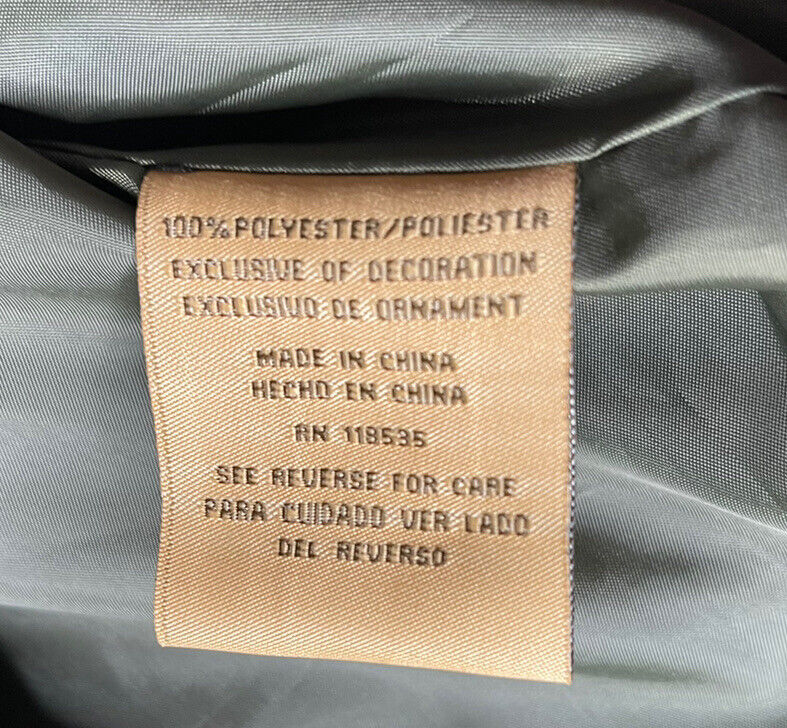 100% POLYESTER/POLIESTER
EXCLUSIVE OF DECORATION
EXCLUSIVO DE ORNAMENT
MADE IN CHINA
HECHO EN CHINA
RN 118535
SEE REVERSE FOR CARE
PARA CUIDADO VER LADO
DEL REVERSO